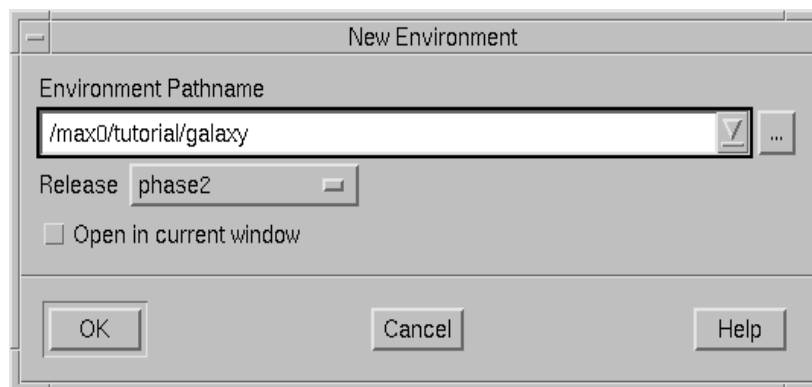 New Environment
Environment Pathname
/max0/tutorial/galaxy
...
Release phase2
Open in current window
OK Cancel Help